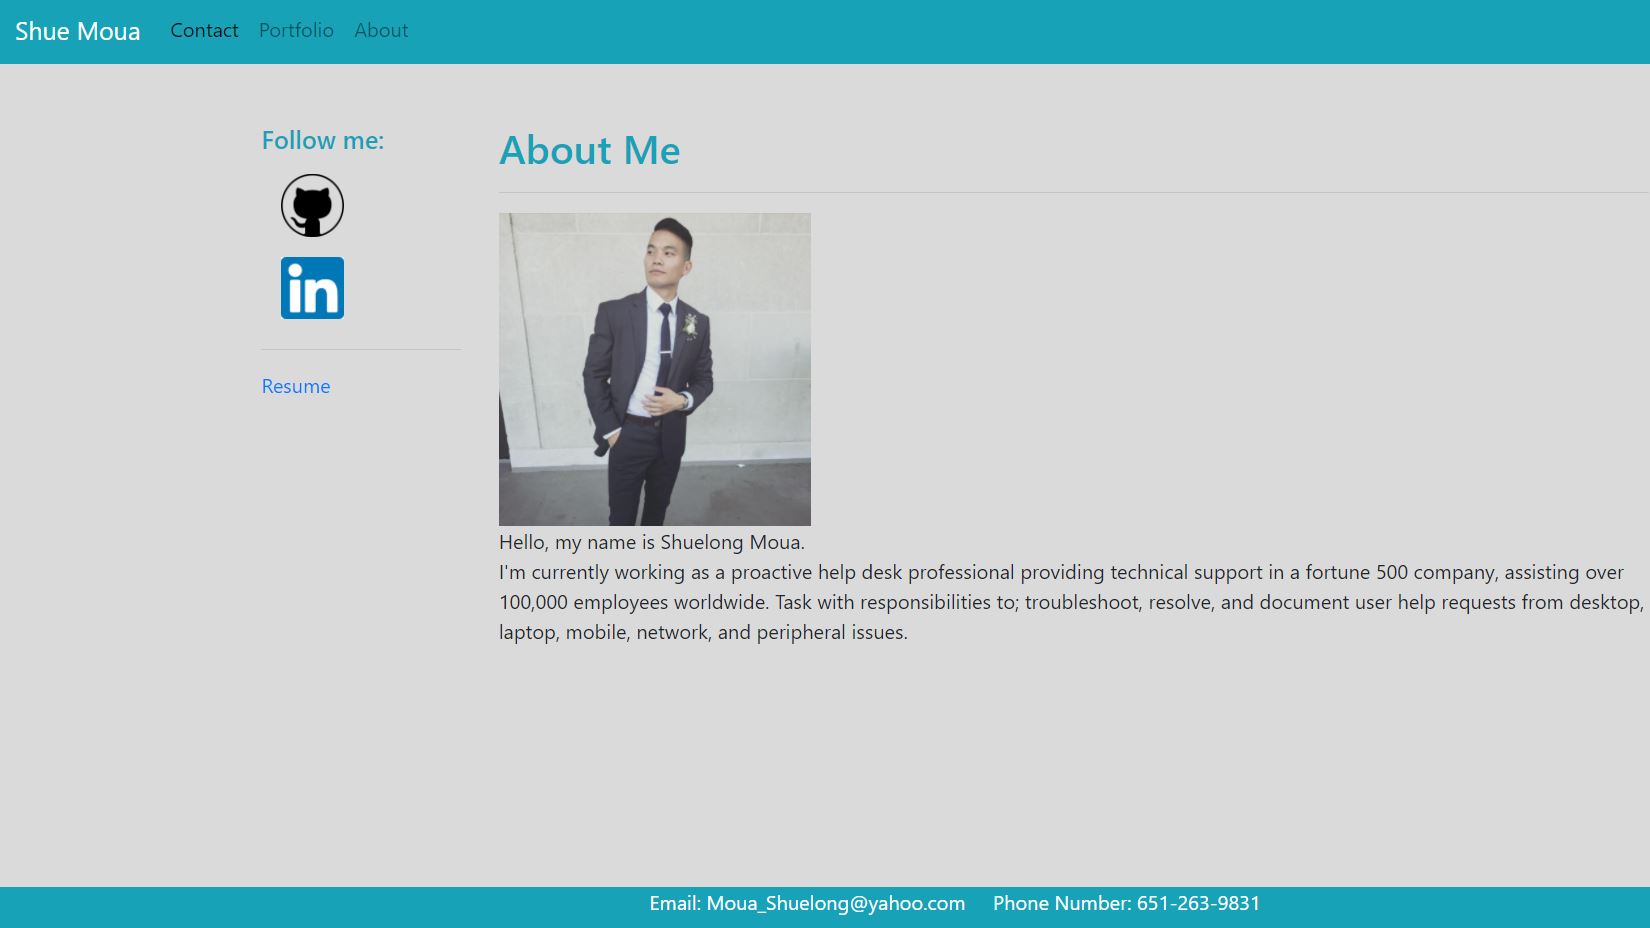 Shue Moua Contact Portfolio About
Follow me:
in
Resume
About Me
Hello, my name is Shuelong Moua.
I'm currently working as a proactive help desk professional providing technical support in a fortune 500 company, assisting over
100,000 employees worldwide. Task with responsibilities to; troubleshoot, resolve, and document user help requests from desktop,
laptop, mobile, network, and peripheral issues.
Email: Moua_Shuelong@yahoo.com Phone Number: 651-263-9831